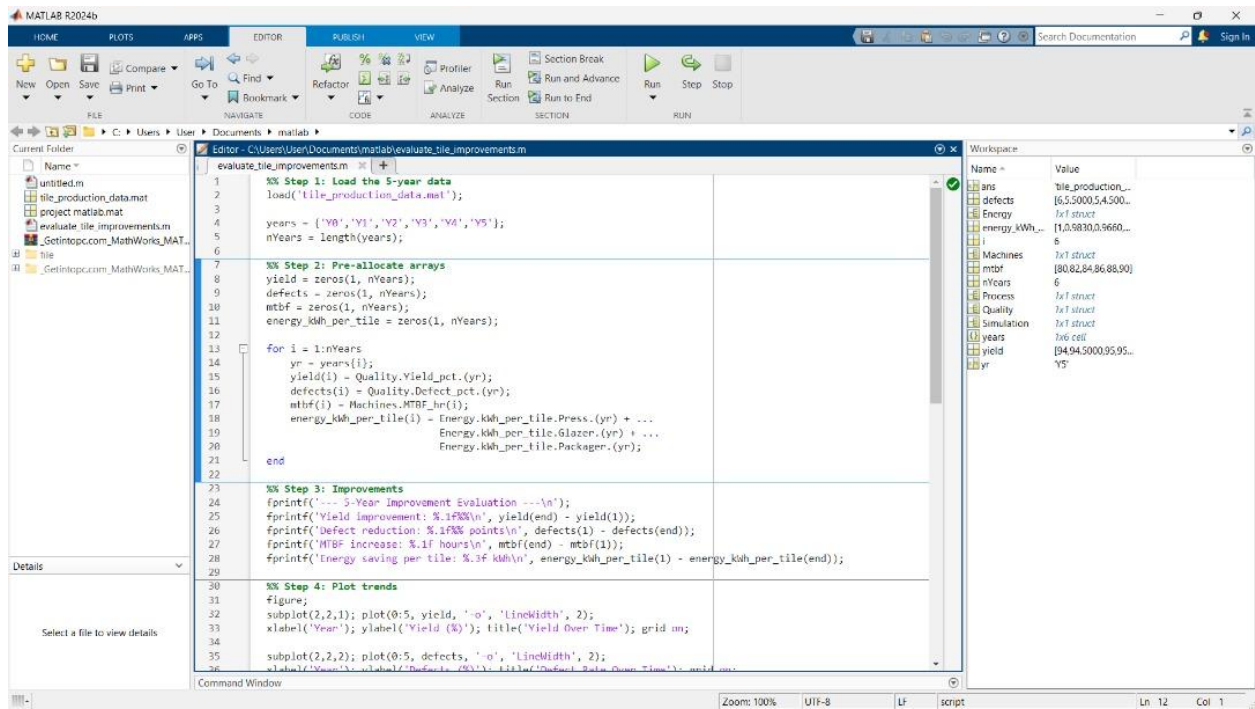 MATLAB R2024b
HOME PLOTS APPS EDITOR PUBLISH VIEW Search Documentation Sign In
New Open Save Compare Print Go To Find Bookmark Refactor Profiler Analyze Run Section Section Break Run and Advance Run to End Run Step Stop
FILE NAVIGATE CODE ANALYZE SECTION RUN
C: Users User Documents matlab
Current Folder
Name
untitled.m
tile_production_data.mat
project matlab.mat
evaluate_tile_improvements.m
_Getintopc.com_MathWorks_MAT...
_Getintopc.com_MathWorks_MAT...
Details
Select a file to view details
Editor - C:\Users\User\Documents\matlab\evaluate_tile_improvements.m
evaluate_tile_improvements.m
1 %% Step 1: Load the 5-year data
2 load('tile_production_data.mat');
3
4 years = {'Y0','Y1','Y2','Y3','Y4','Y5'};
5 nYears = length(years);
6
7 %% Step 2: Pre-allocate arrays
8 yield = zeros(1, nYears);
9 defects = zeros(1, nYears);
10 mtbf = zeros(1, nYears);
11 energy_kWh_per_tile = zeros(1, nYears);
12
13 for i = 1:nYears
14 yr = years{i};
15 yield(i) = Quality.Yield_pct.(yr);
16 defects(i) = Quality.Defect_pct.(yr);
17 mtbf(i) = Machines.MTBF_hr(i);
18 energy_kWh_per_tile(i) = Energy.kWh_per_tile.Press.(yr) + ...
19 Energy.kWh_per_tile.Glazer.(yr) + ...
20 Energy.kWh_per_tile.Packager.(yr);
21 end
22
23 %% Step 3: Improvements
24 fprintf('--- 5-Year Improvement Evaluation ---\n');
25 fprintf('Yield improvement: %.1f%%\n', yield(end) - yield(1));
26 fprintf('Defect reduction: %.1f%% points\n', defects(1) - defects(end));
27 fprintf('MTBF increase: %.1f hours\n', mtbf(end) - mtbf(1));
28 fprintf('Energy saving per tile: %.3f kWh\n', energy_kWh_per_tile(1) - energy_kWh_per_tile(end));
29
30 %% Step 4: Plot trends
31 figure;
32 subplot(2,2,1); plot(0:5, yield, '-o', 'LineWidth', 2);
33 xlabel('Year'); ylabel('Yield (%)'); title('Yield Over Time'); grid on;
34
35 subplot(2,2,2); plot(0:5, defects, '-o', 'LineWidth', 2);
36 xlabel('Year'); ylabel('Defects (%)'); title('Defect Rate Over Time'); grid on;
Command Window
Workspace
Name Value
ans 'tile_production_...
defects [6,5.5000,5,4.500...
Energy 1x1 struct
energy_kWh_... [1,0.9830,0.9660,...
i 6
Machines 1x1 struct
mtbf [80,82,84,86,88,90]
nYears 6
Process 1x1 struct
Quality 1x1 struct
Simulation 1x1 struct
years 1x6 cell
yield [94,94.5000,95,95...
yr 'Y5'
Zoom: 100% UTF-8 LF script Ln 12 Col 1